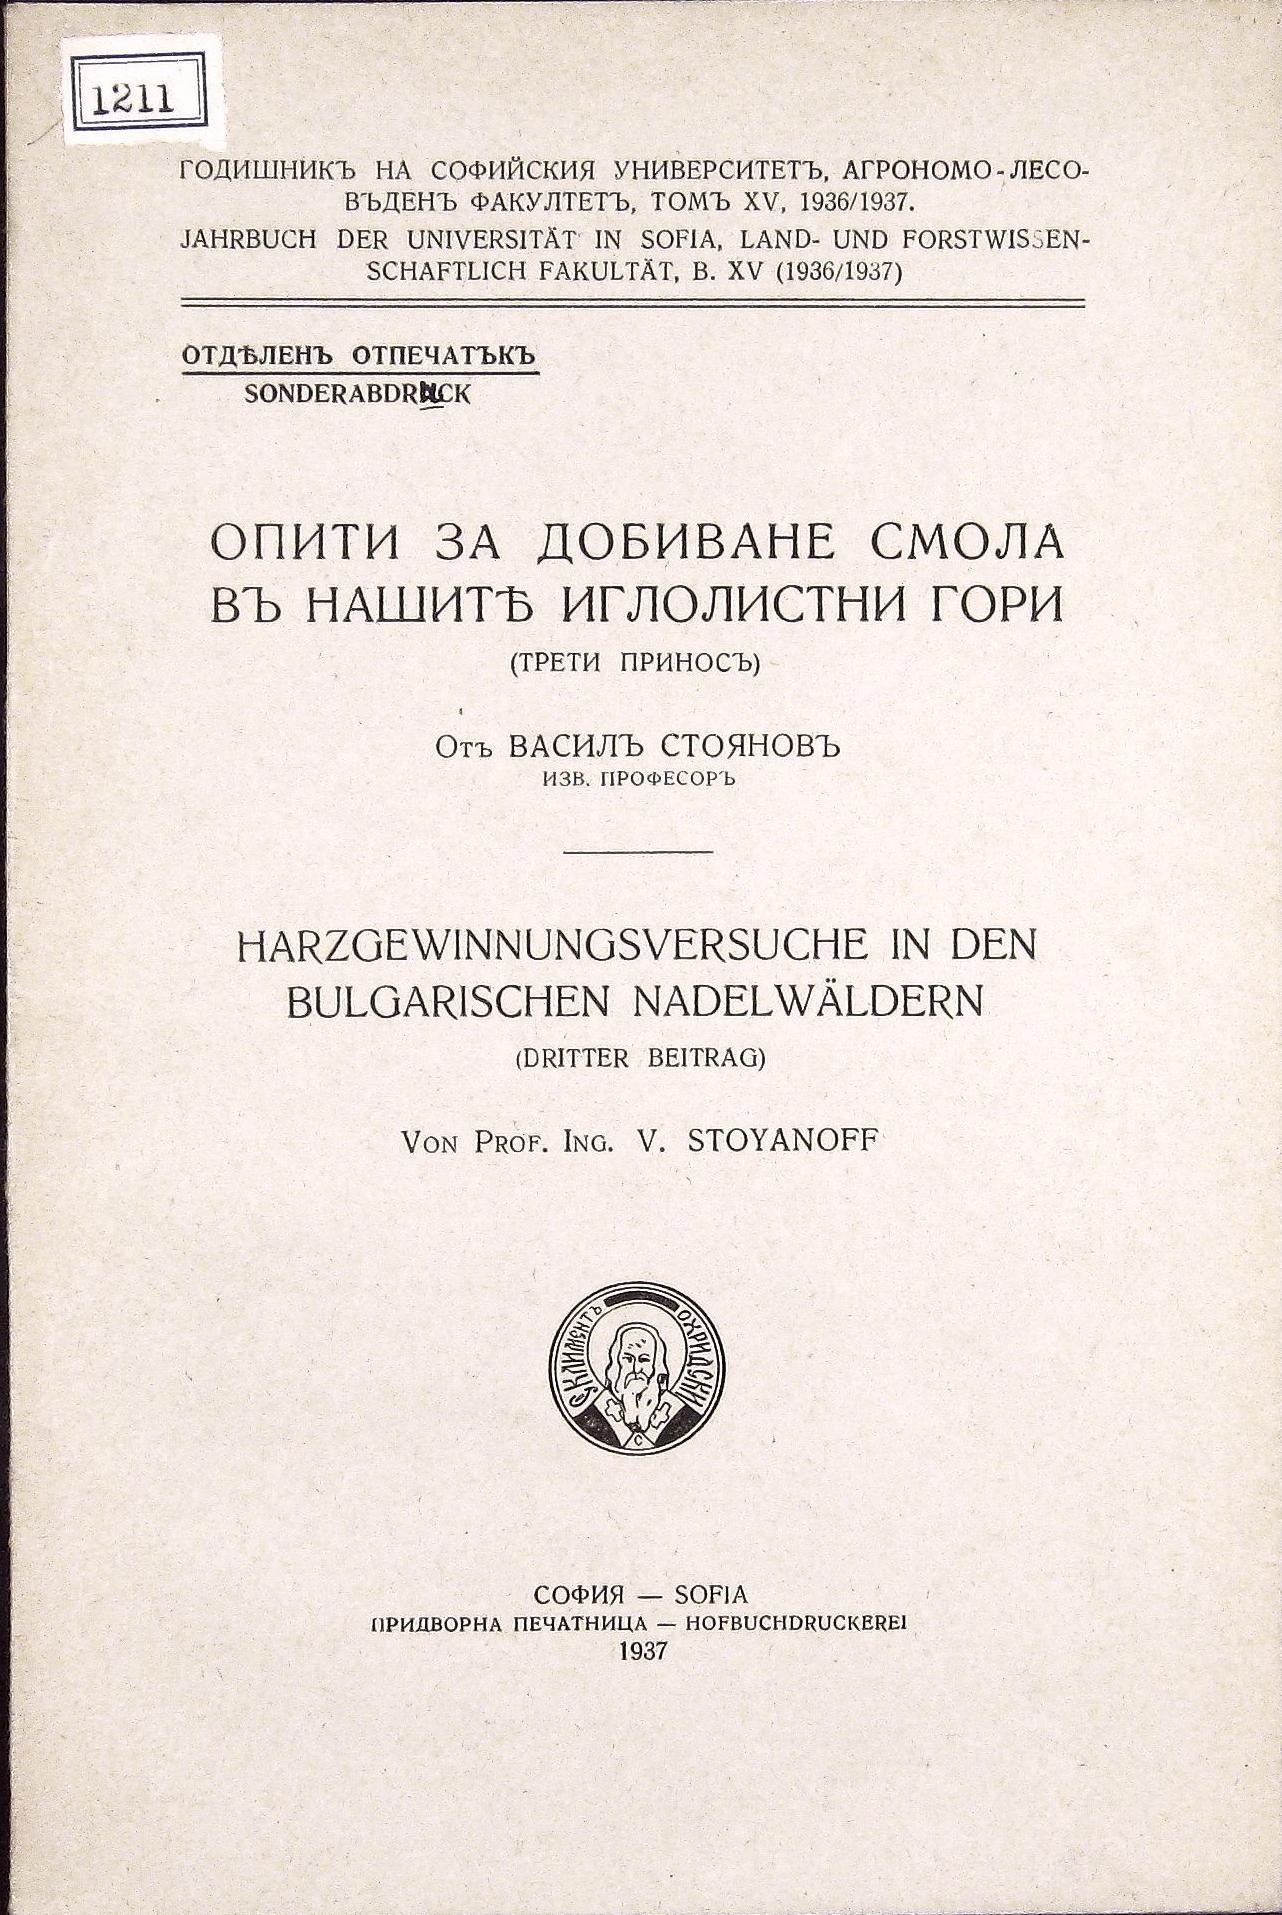 1211
ГОДИШНИКЪ НА СОФИЙСКИЯ УНИВЕРСИТЕТЪ, АГРОНОМО-ЛЕСО-
ВЪДЕНЪ ФАКУЛТЕТЪ, ТОМЪ XV, 1936/1937.
JAHRBUCH DER UNIVERSITÄT IN SOFIA, LAND- UND FORSTWISSEN-
SCHAFTLICH FAKULTÄT, B. XV (1936/1937)
ОТДѢЛЕНЪ ОТПЕЧАТЪКЪ
SONDERABDRUCK
ОПИТИ ЗА ДОБИВАНЕ СМОЛА
ВЪ НАШИТѢ ИГЛОЛИСТНИ ГОРИ
(ТРЕТИ ПРИНОСЪ)
Отъ ВАСИЛЪ СТОЯНОВЪ
ИЗВ. ПРОФЕСОРЪ
HARZGEWINNUNGSVERSUCHE IN DEN
BULGARISCHEN NADELWÄLDERN
(DRITTER BEITRAG)
VON PROF. ING. V. STOYANOFF
КЛИМЕНТЪ ОХРИДСКИ
СОФИЯ — SOFIA
ПРИДВОРНА ПЕЧАТНИЦА — HOFBUCHDRUCKEREI
1937